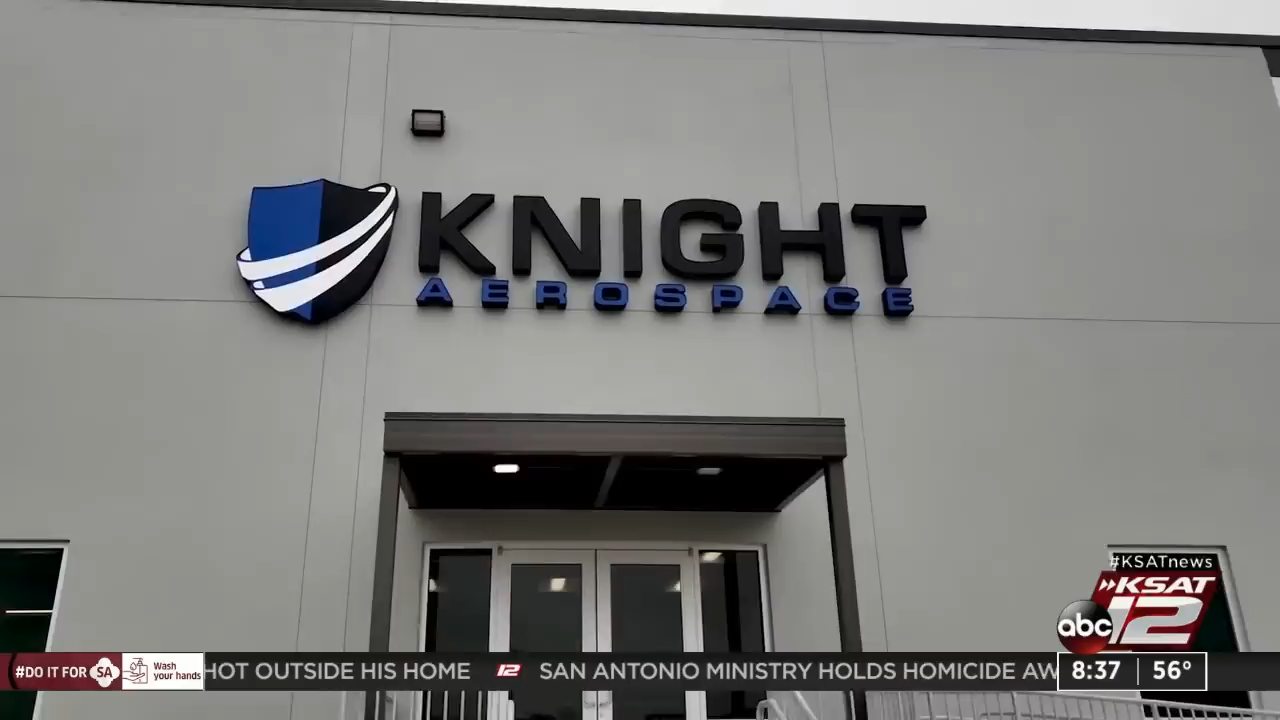 KNIGHT
AEROSPACE
#KSATnews
KSAT
abc
12
#DO IT FOR SA
Wash
your hands
HOT OUTSIDE HIS HOME
12
SAN ANTONIO MINISTRY HOLDS HOMICIDE AW
8:37
56°